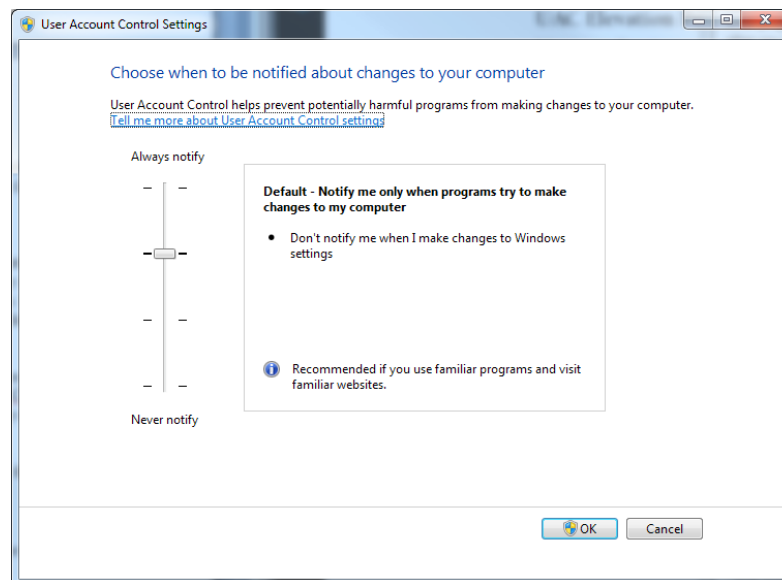 UAC Elevation
User Account Control Settings
Choose when to be notified about changes to your computer
User Account Control helps prevent potentially harmful programs from making changes to your computer.
Tell me more about User Account Control settings
Always notify
Default - Notify me only when programs try to make
changes to my computer
• Don't notify me when I make changes to Windows
settings
Recommended if you use familiar programs and visit
familiar websites.
Never notify
OK
Cancel